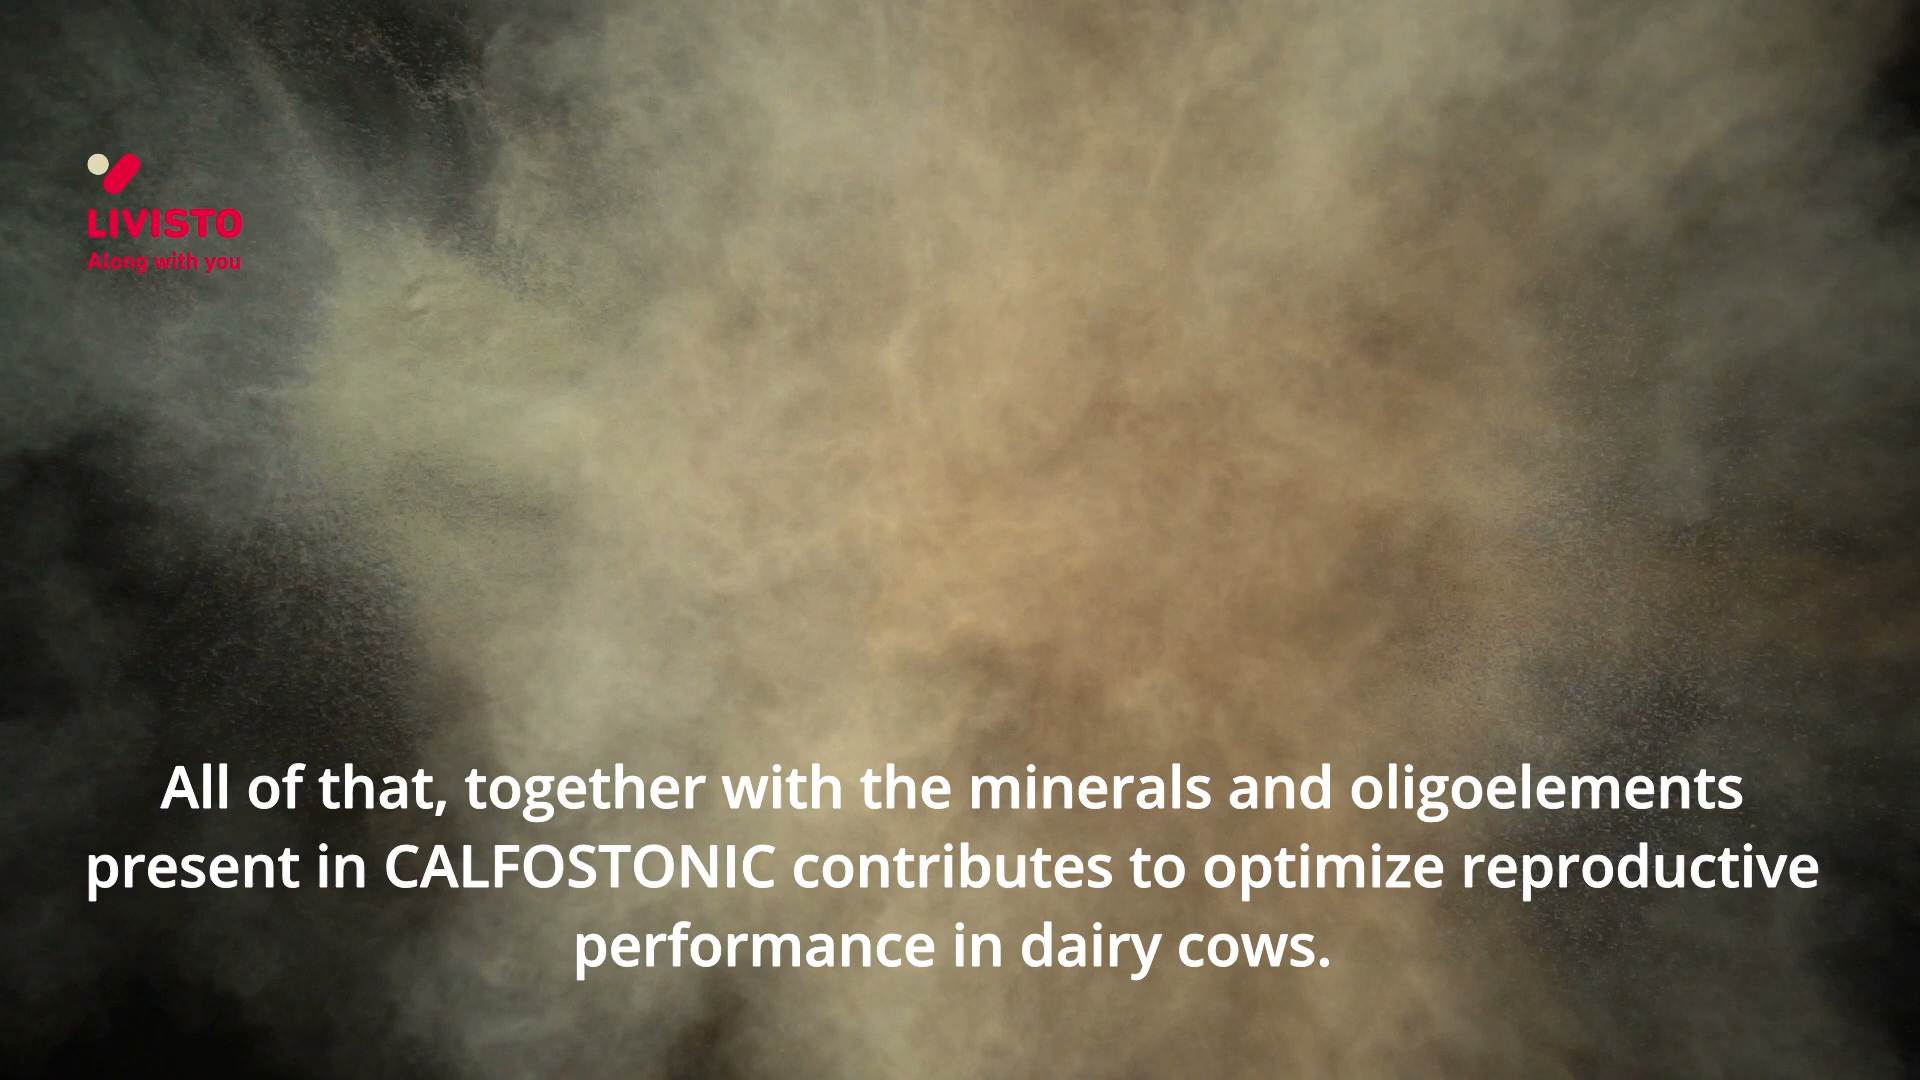 LIVISTO
Along with you
All of that, together with the minerals and oligoelements
present in CALFOSTONIC contributes to optimize reproductive
performance in dairy cows.